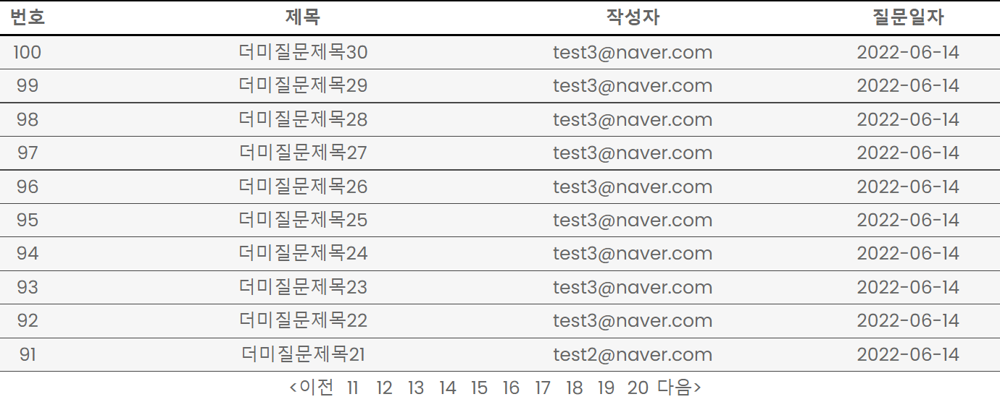 번호 제목 작성자 질문일자
100 더미질문제목30 test3@naver.com 2022-06-14
99 더미질문제목29 test3@naver.com 2022-06-14
98 더미질문제목28 test3@naver.com 2022-06-14
97 더미질문제목27 test3@naver.com 2022-06-14
96 더미질문제목26 test3@naver.com 2022-06-14
95 더미질문제목25 test3@naver.com 2022-06-14
94 더미질문제목24 test3@naver.com 2022-06-14
93 더미질문제목23 test3@naver.com 2022-06-14
92 더미질문제목22 test3@naver.com 2022-06-14
91 더미질문제목21 test2@naver.com 2022-06-14
<이전 11 12 13 14 15 16 17 18 19 20 다음>